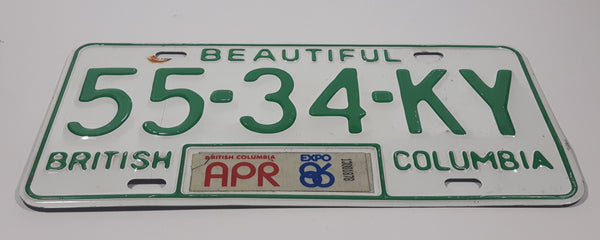 BEAUTIFUL
55-34-KY
BRITISH COLUMBIA
BRITISH COLUMBIA
APR
EXPO
86